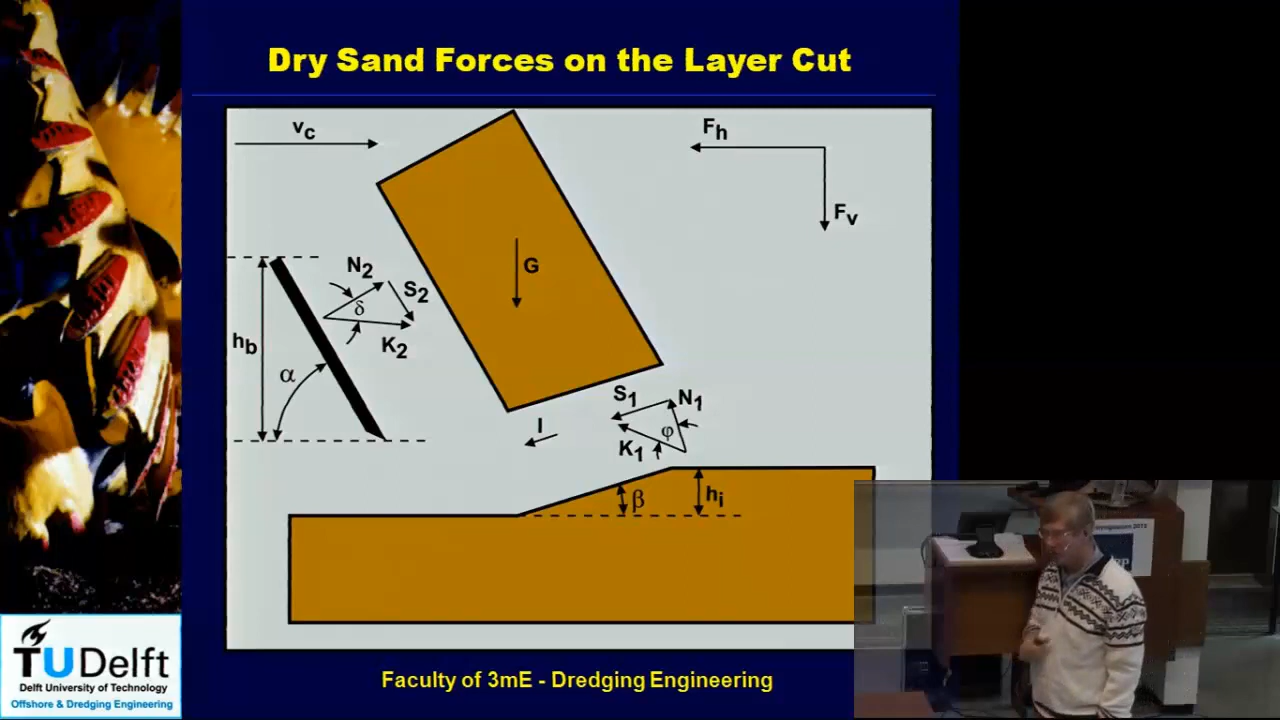 Dry Sand Forces on the Layer Cut
vc
Fh
Fv
G
N2
S2
δ
K2
hb
α
S1
N1
I
φ
K1
β
hi
TUDelft
Delft University of Technology
Offshore & Dredging Engineering
Faculty of 3mE - Dredging Engineering